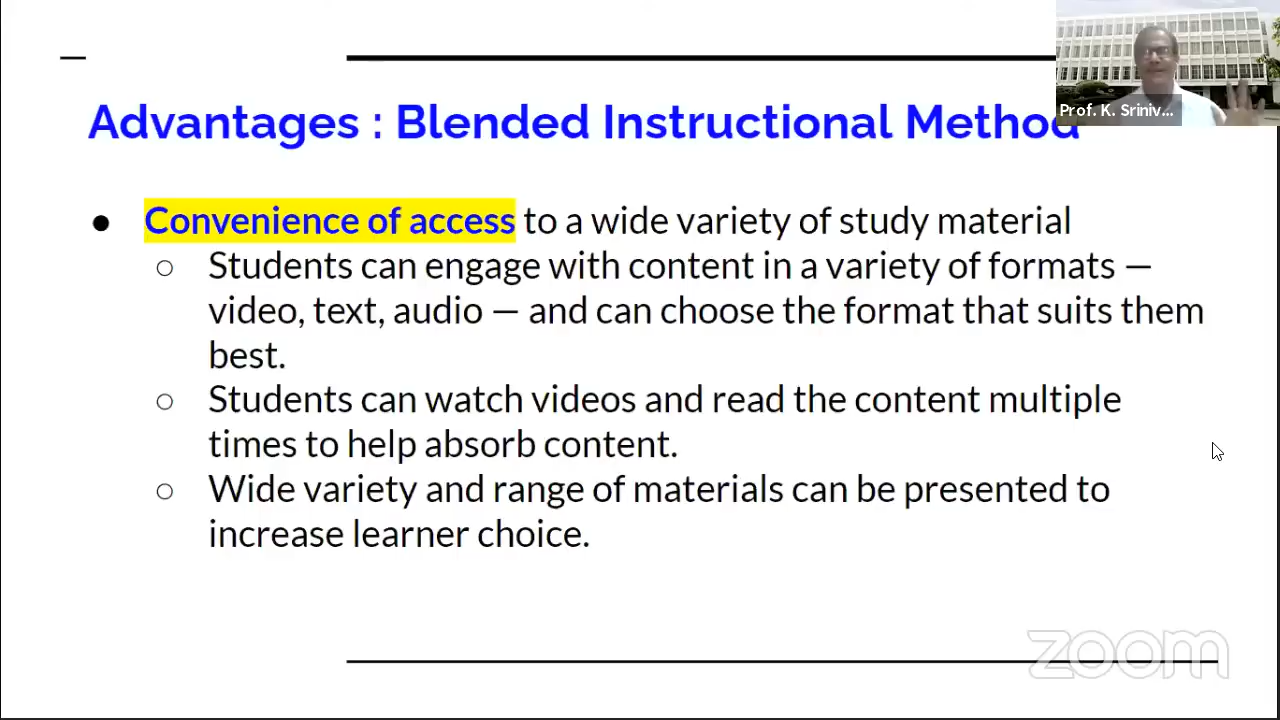 Prof. K. Sriniv...
Advantages : Blended Instructional Method
● Convenience of access to a wide variety of study material
○ Students can engage with content in a variety of formats —
video, text, audio — and can choose the format that suits them
best.
○ Students can watch videos and read the content multiple
times to help absorb content.
○ Wide variety and range of materials can be presented to
increase learner choice.
zoom